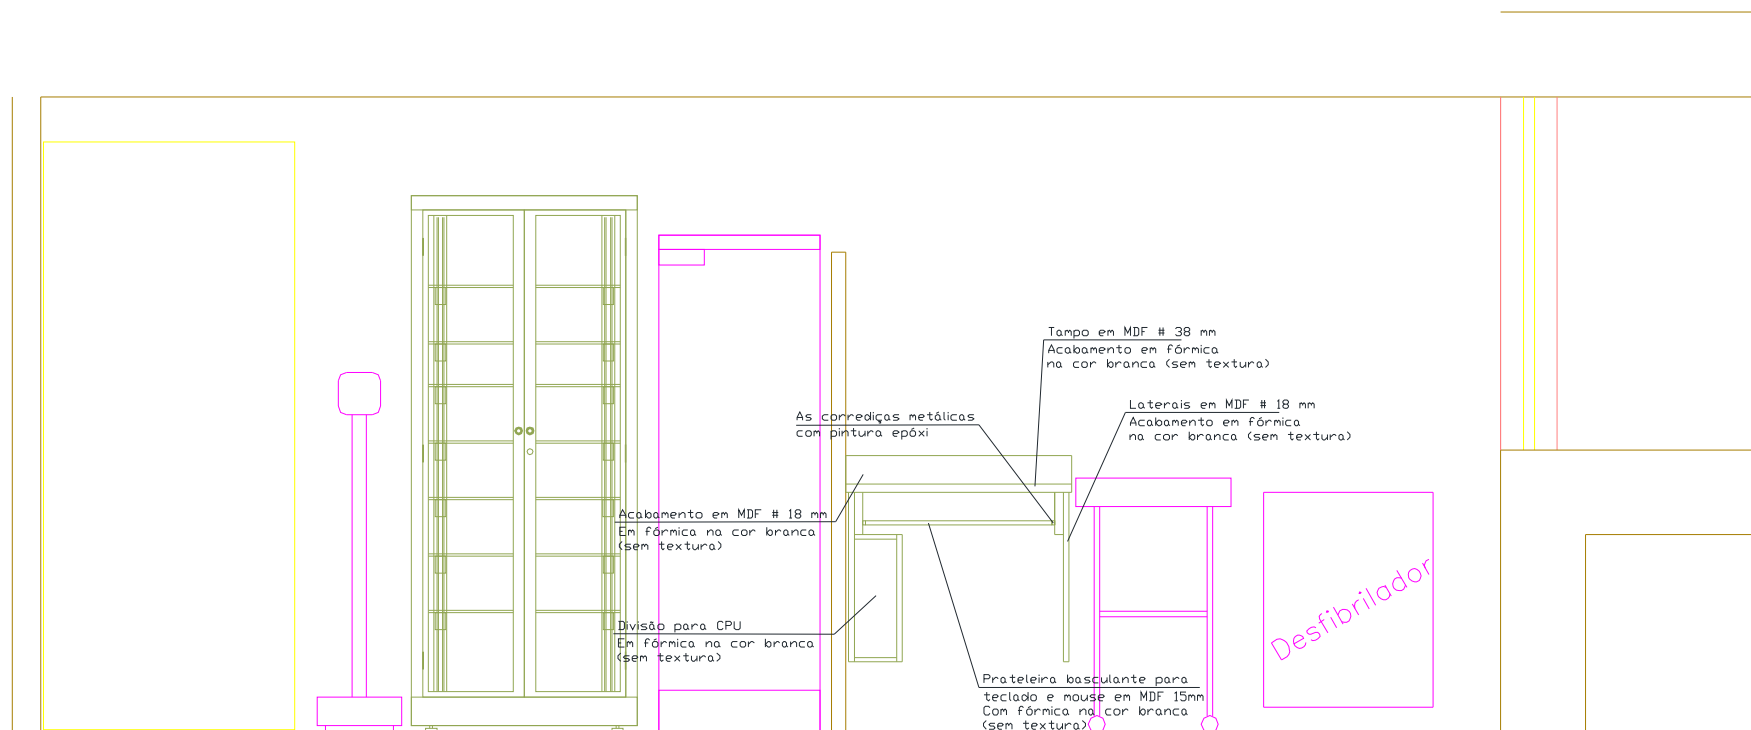 Tampo em MDF # 38 mm
Acabamento em fórmica
na cor branca (sem textura)
Laterais em MDF # 18 mm
Acabamento em fórmica
na cor branca (sem textura)
As corrediças metálicas
com pintura epóxi
Acabamento em MDF # 18 mm
Em fórmica na cor branca
(sem textura)
Desfibrilador
Divisão para CPU
Em fórmica na cor branca
(sem textura)
Prateleira basculante para
teclado e mouse em MDF 15mm
Com fórmica na cor branca
(sem textura)